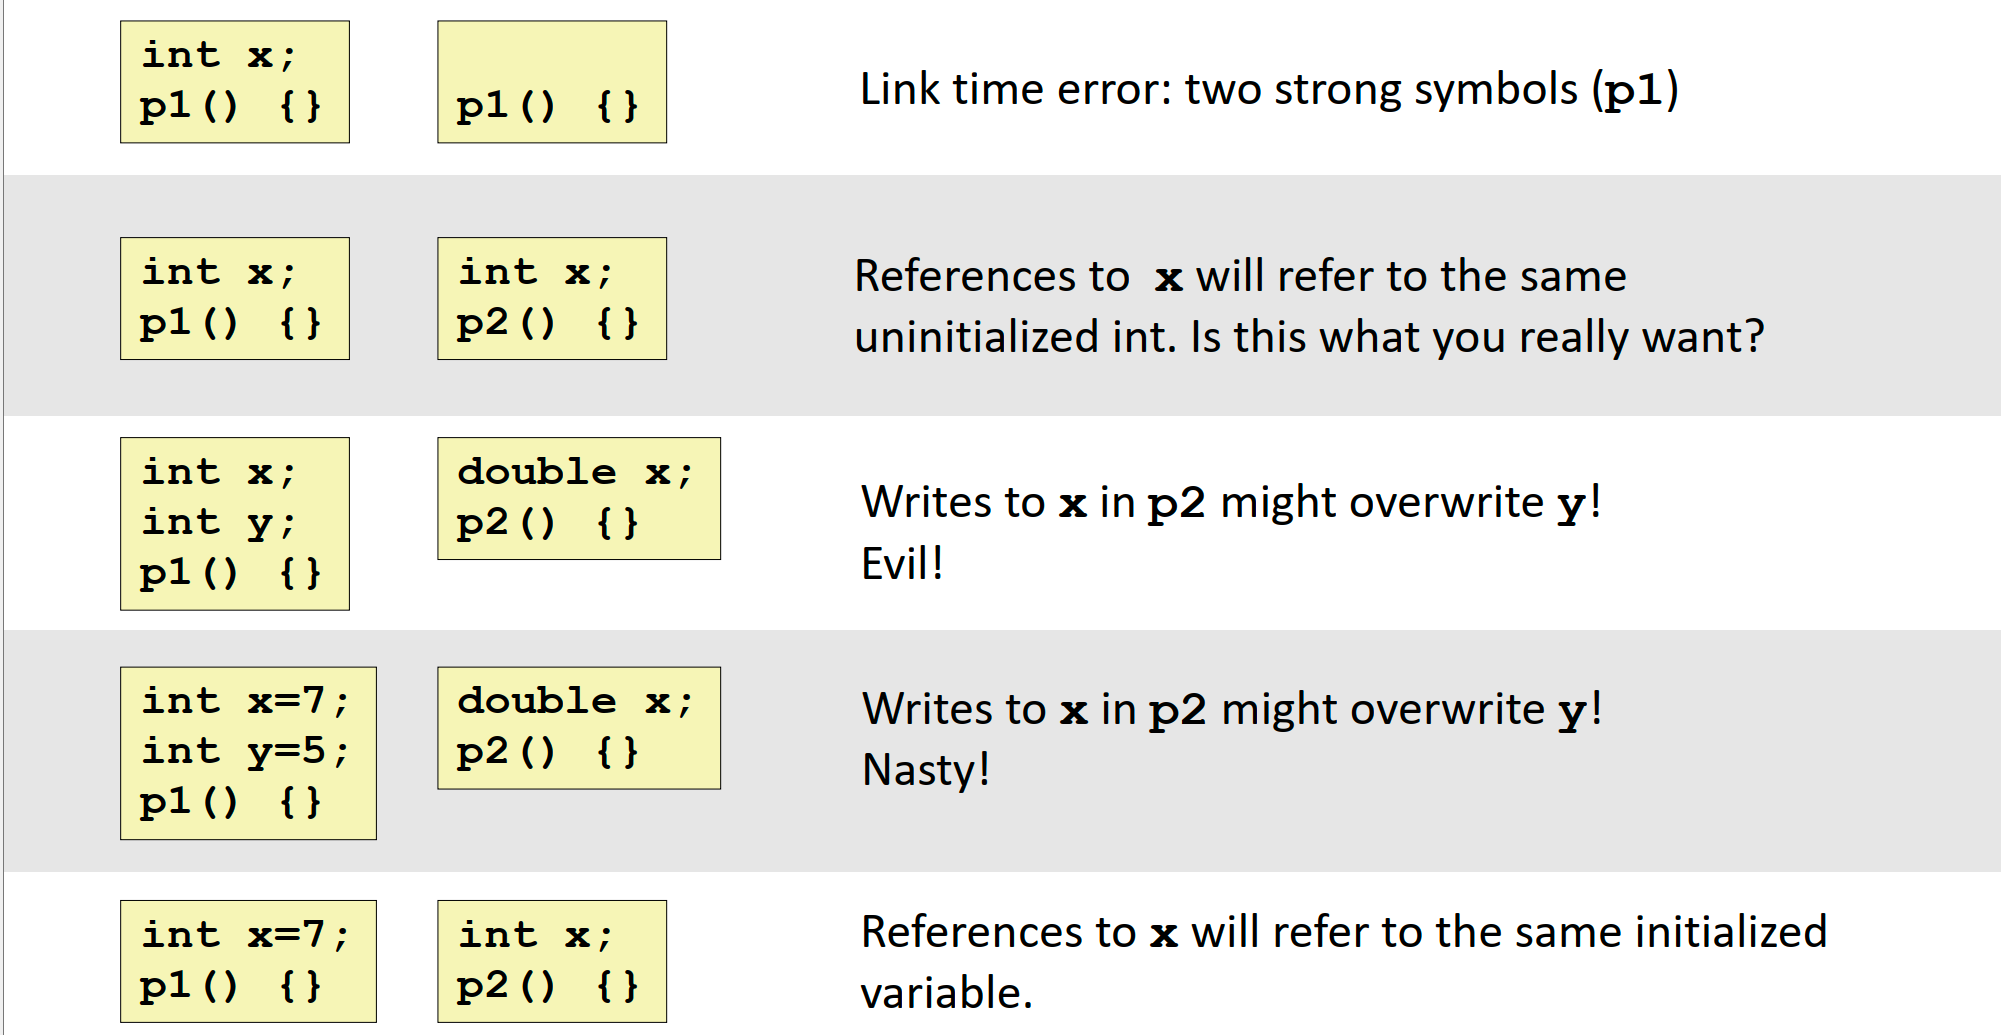 int x;
p1() {}
p1() {}
Link time error: two strong symbols (p1)
int x;
p1() {}
int x;
p2() {}
References to x will refer to the same
uninitialized int. Is this what you really want?
int x;
int y;
p1() {}
double x;
p2() {}
Writes to x in p2 might overwrite y!
Evil!
int x=7;
int y=5;
p1() {}
double x;
p2() {}
Writes to x in p2 might overwrite y!
Nasty!
int x=7;
p1() {}
int x;
p2() {}
References to x will refer to the same initialized
variable.